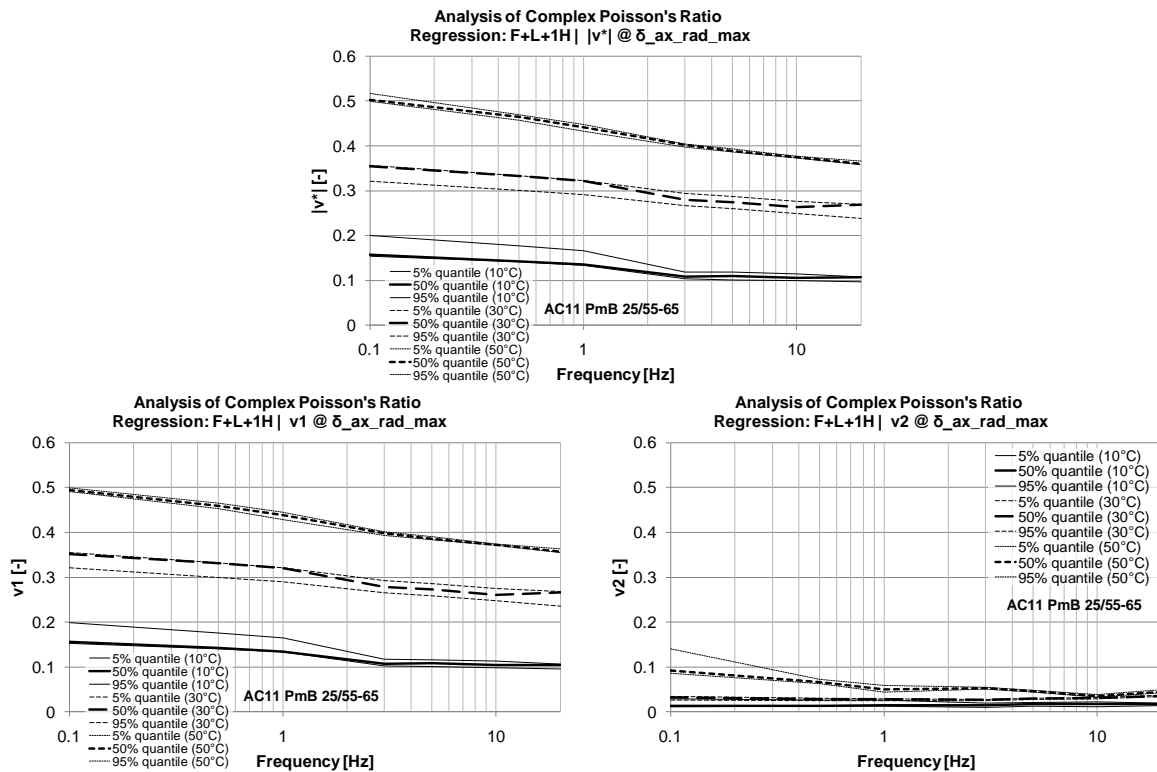 Analysis of Complex Poisson's Ratio
Regression: F+L+1H | |v*| @ δ_ax_rad_max
0.6
0.5
0.4
0.3
0.2
0.1
0
|v*| [-]
5% quantile (10°C)
50% quantile (10°C)
95% quantile (10°C)
5% quantile (30°C)
50% quantile (30°C)
95% quantile (30°C)
5% quantile (50°C)
50% quantile (50°C)
95% quantile (50°C)
AC11 PmB 25/55-65
0.1 1 10
Frequency [Hz]
Analysis of Complex Poisson's Ratio
Regression: F+L+1H | v1 @ δ_ax_rad_max
0.6
0.5
0.4
0.3
0.2
0.1
0
v1 [-]
5% quantile (10°C)
50% quantile (10°C)
95% quantile (10°C)
5% quantile (30°C)
50% quantile (30°C)
95% quantile (30°C)
5% quantile (50°C)
50% quantile (50°C)
95% quantile (50°C)
AC11 PmB 25/55-65
0.1 1 10
Frequency [Hz]
Analysis of Complex Poisson's Ratio
Regression: F+L+1H | v2 @ δ_ax_rad_max
0.6
0.5
0.4
0.3
0.2
0.1
0
v2 [-]
5% quantile (10°C)
50% quantile (10°C)
95% quantile (10°C)
5% quantile (30°C)
50% quantile (30°C)
95% quantile (30°C)
5% quantile (50°C)
50% quantile (50°C)
95% quantile (50°C)
AC11 PmB 25/55-65
0.1 1 10
Frequency [Hz]